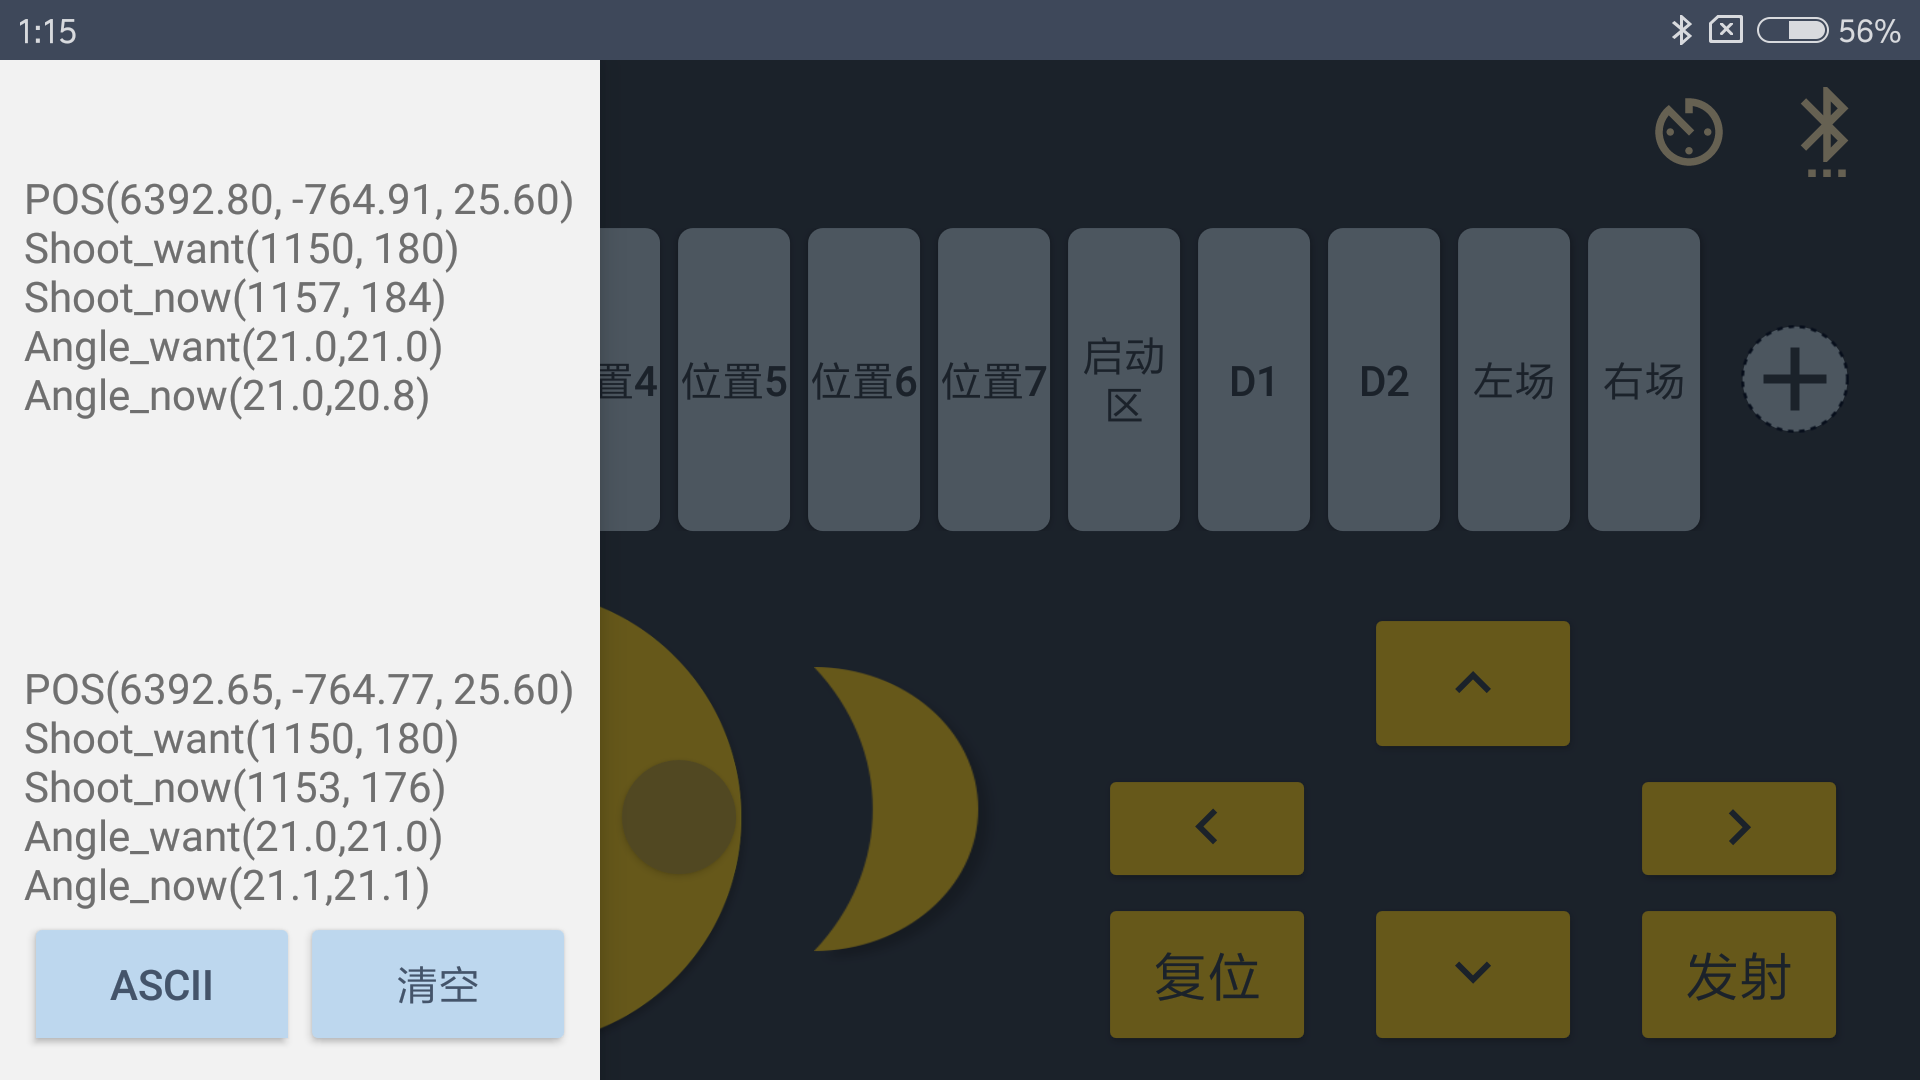 1:15
56%
POS(6392.80, -764.91, 25.60)
Shoot_want(1150, 180)
Shoot_now(1157, 184)
Angle_want(21.0,21.0)
Angle_now(21.0,20.8)
POS(6392.65, -764.77, 25.60)
Shoot_want(1150, 180)
Shoot_now(1153, 176)
Angle_want(21.0,21.0)
Angle_now(21.1,21.1)
ASCII
清空
置4
位置5
位置6
位置7
启动
区
D1
D2
左场
右场
复位
发射